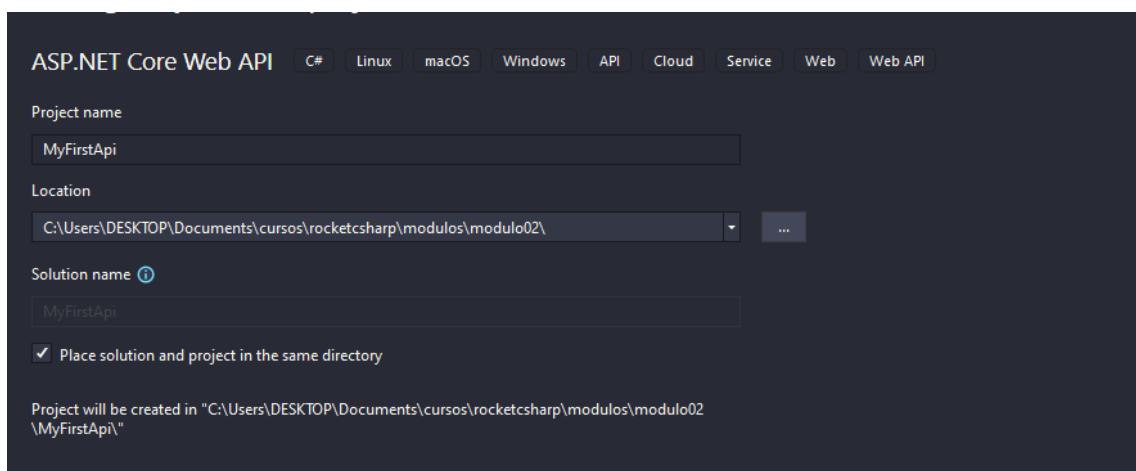 ASP.NET Core Web API C# Linux macOS Windows API Cloud Service Web Web API
Project name
MyFirstApi
Location
C:\Users\DESKTOP\Documents\cursos\rocketcsharp\modulos\modulo02\
...
Solution name
MyFirstApi
Place solution and project in the same directory
Project will be created in "C:\Users\DESKTOP\Documents\cursos\rocketcsharp\modulos\modulo02
\MyFirstApi\"